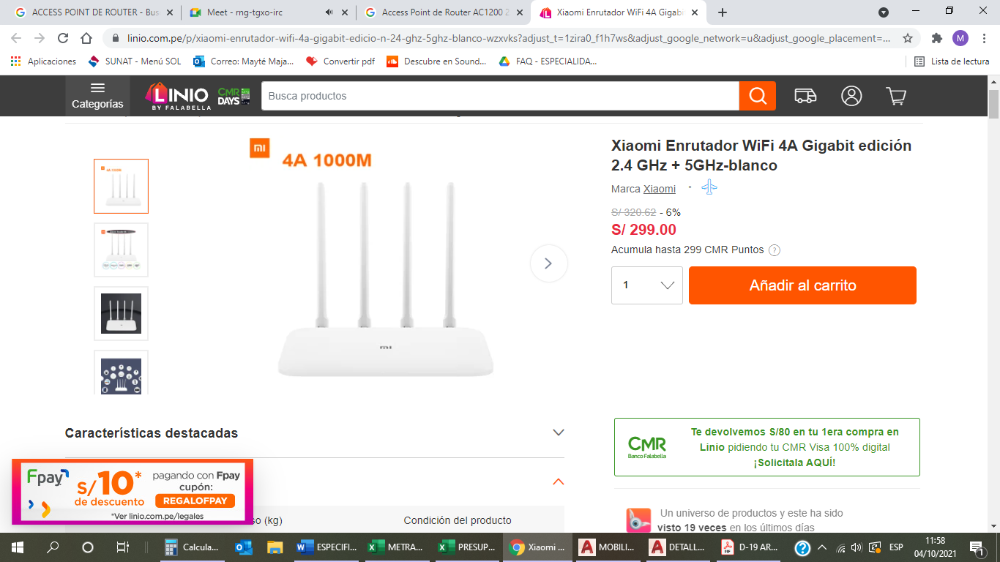 ACCESS POINT DE ROUTER - Bus
Meet - rng-tgxo-irc
Access Point de Router AC1200 2
Xiaomi Enrutador WiFi 4A Gigabi
linio.com.pe/p/xiaomi-enrutador-wifi-4a-gigabit-edicio-n-24-ghz-5ghz-blanco-wzxvks?adjust_t=1zira0_f1h7ws&adjust_google_network=u&adjust_google_placement=...
M
Aplicaciones
SUNAT - Menú SOL
Correo: Mayté Maja...
Convertir pdf
Descubre en Sound...
FAQ - ESPECIALIDA...
Lista de lectura
Categorías
LINIO
BY FALABELLA
CMR
DAYS
Busca productos
mi
4A 1000M
Xiaomi Enrutador WiFi 4A Gigabit edición
2.4 GHz + 5GHz-blanco
Marca Xiaomi
S/ 320.62 - 6%
S/ 299.00
Acumula hasta 299 CMR Puntos ?
1
Añadir al carrito
Características destacadas
CMR
Banco Falabella
Te devolvemos S/80 en tu 1era compra en
Linio pidiendo tu CMR Visa 100% digital
¡Solicitala AQUÍ!
Fpay
S/10*
de descuento
pagando con Fpay
cupón:
REGALOFPAY
*Ver linio.com.pe/legales
so (kg)
Condición del producto
Un universo de productos y este ha sido
visto 19 veces en los últimos días
Calcula...
ESPECIFI...
METRA...
PRESUP...
Xiaomi ...
MOBILI...
DETALL...
D-19 AR...
ESP
11:58
04/10/2021
1